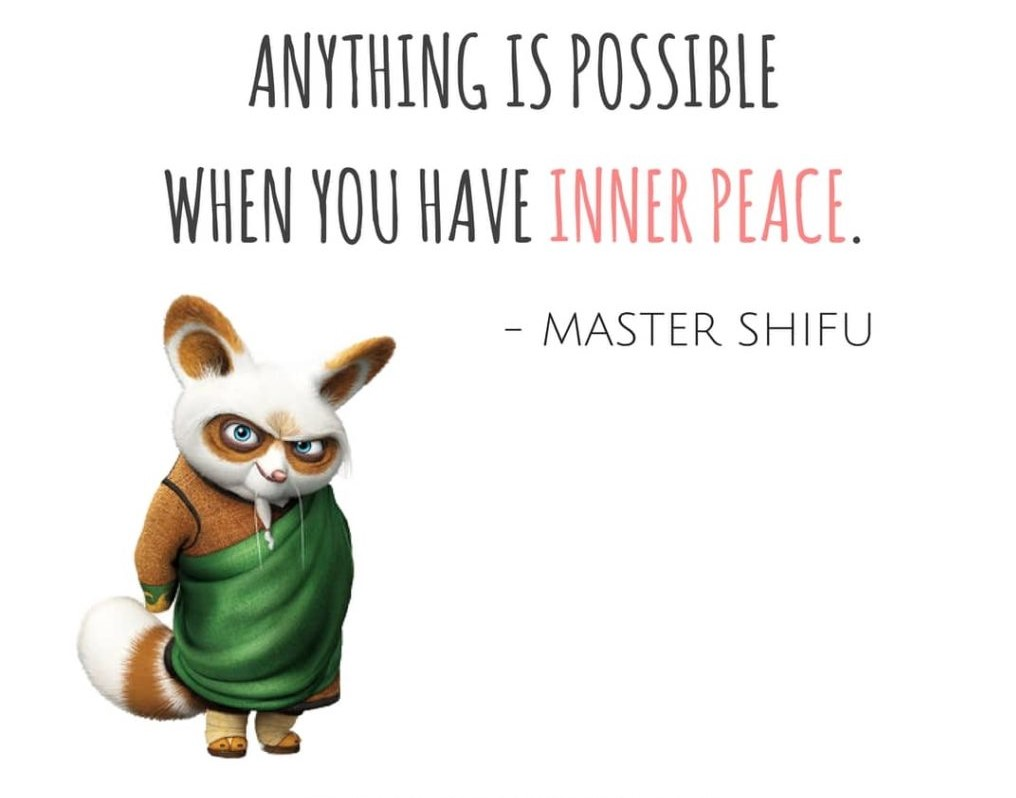 ANYTHING IS POSSIBLE
WHEN YOU HAVE INNER PEACE.
- MASTER SHIFU